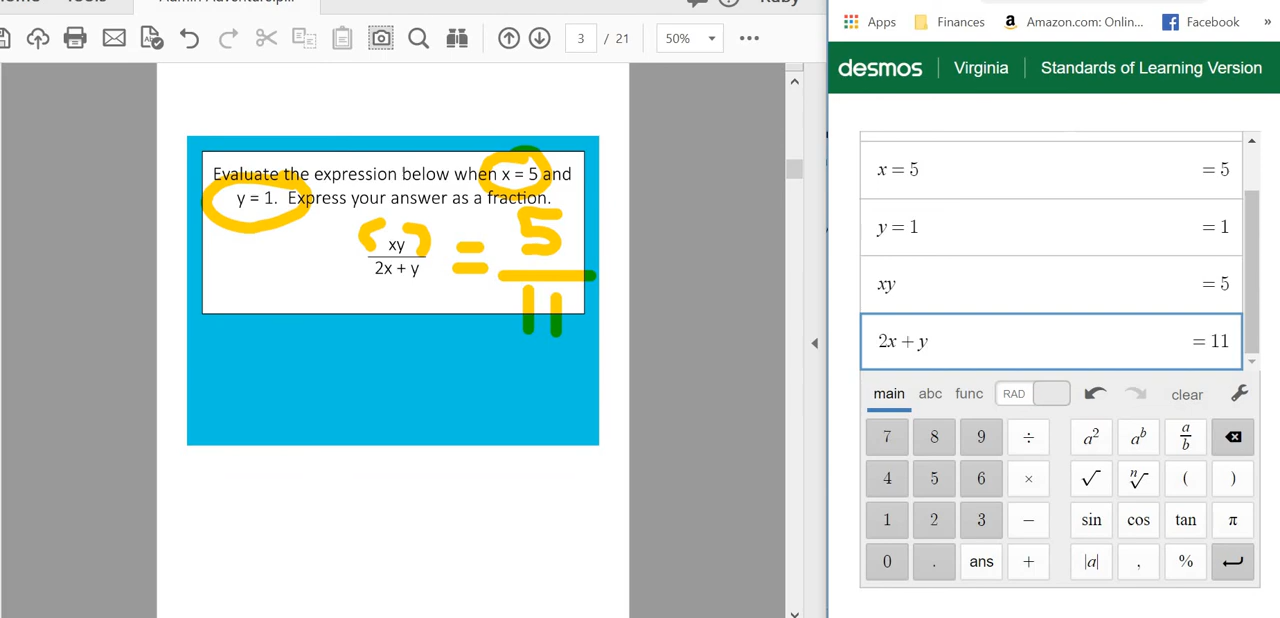 3 / 21
50%
Evaluate the expression below when x = 5 and
y = 1. Express your answer as a fraction.
( xy )
2x + y
=
5
11
Apps Finances Amazon.com: Onlin... Facebook »
desmos Virginia Standards of Learning Version
x = 5 = 5
y = 1 = 1
xy = 5
2x + y = 11
main abc func RAD clear
7 8 9 ÷ a² aᵇ a/b
4 5 6 × √ ⁿ√ ( )
1 2 3 − sin cos tan π
0 . ans + |a| , %